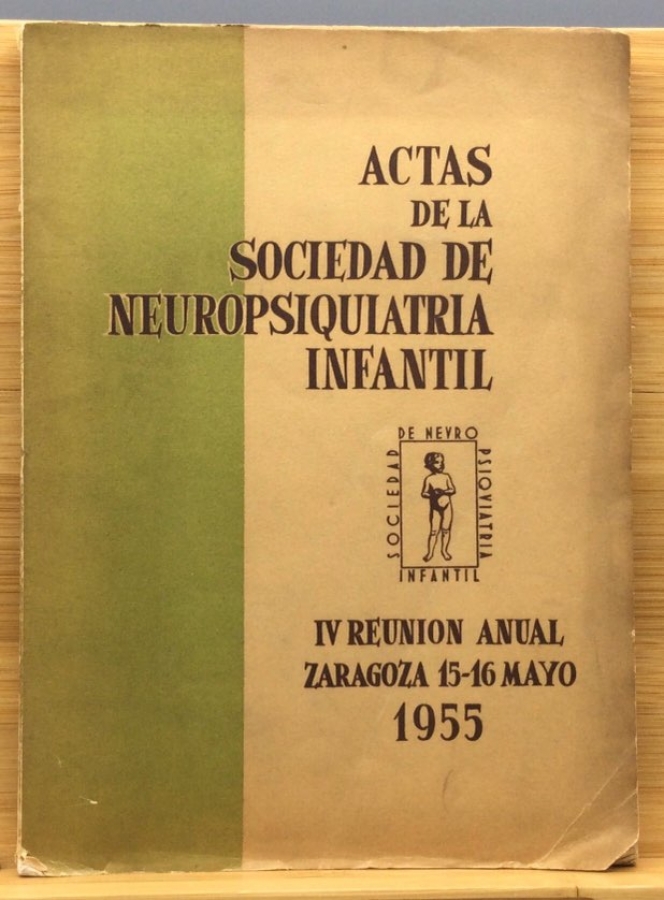 ACTAS
DE LA
SOCIEDAD DE
NEUROPSIQUIATRIA
INFANTIL
SOCIEDAD
DE NEVRO
PSIQVIATRIA
INFANTIL
IV REUNION ANUAL
ZARAGOZA 15-16 MAYO
1955